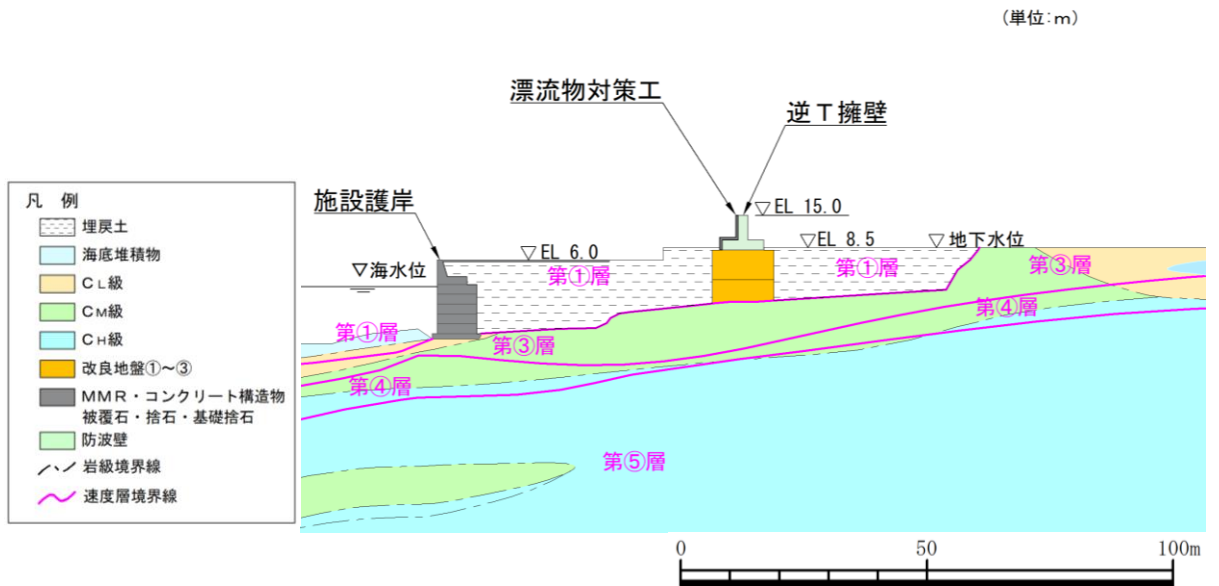 (単位:m)
漂流物対策工
逆T擁壁
施設護岸
▽EL 15.0
▽EL 6.0
▽EL 8.5
▽地下水位
▽海水位
第①層
第①層
第①層
第③層
第③層
第④層
第④層
第⑤層
凡 例
埋戻土
海底堆積物
CL級
CM級
CH級
改良地盤①~③
MMR・コンクリート構造物
被覆石・捨石・基礎捨石
防波壁
岩級境界線
速度層境界線
0 50 100m